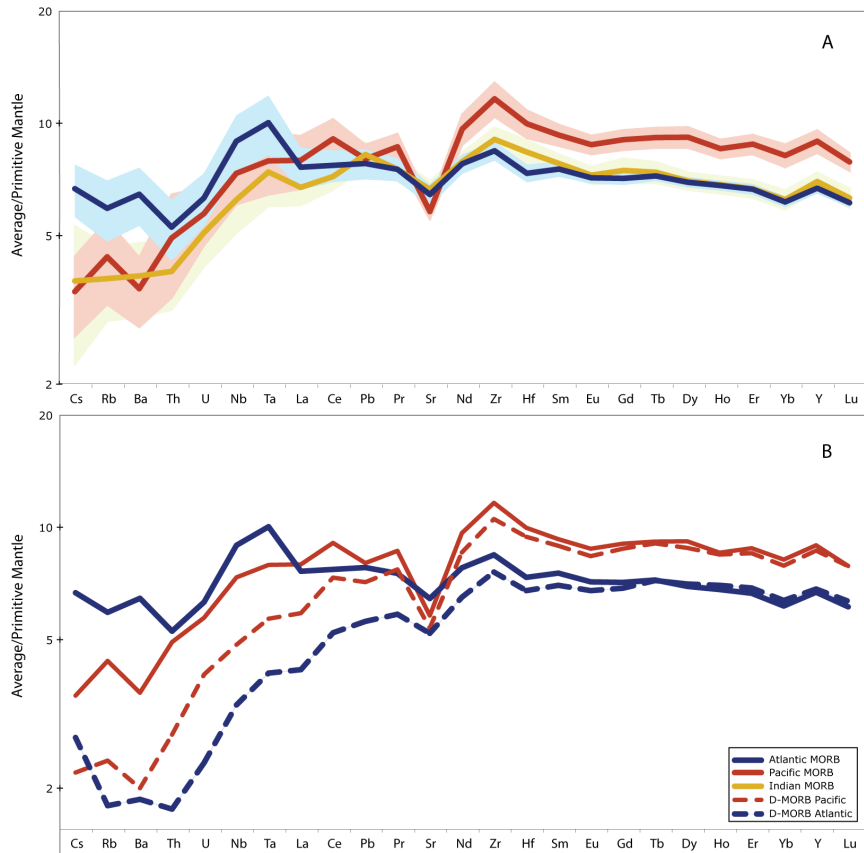 20
A
10
Average/Primitive Mantle
5
2
Cs Rb Ba Th U Nb Ta La Ce Pb Pr Sr Nd Zr Hf Sm Eu Gd Tb Dy Ho Er Yb Y Lu
20
B
10
Average/Primitive Mantle
5
2
Atlantic MORB
Pacific MORB
Indian MORB
D-MORB Pacific
D-MORB Atlantic
Cs Rb Ba Th U Nb Ta La Ce Pb Pr Sr Nd Zr Hf Sm Eu Gd Tb Dy Ho Er Yb Y Lu